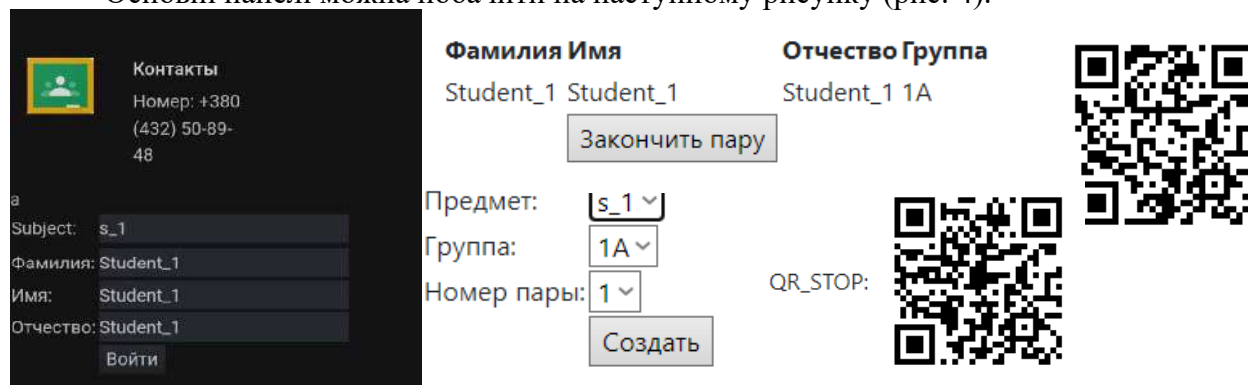 Основні панелі можна побачити на наступному рисунку (рис. 4).
Контакты
Номер: +380
(432) 50-89-
48
a
Subject: s_1
Фамилия: Student_1
Имя: Student_1
Отчество: Student_1
Войти
Фамилия Имя Отчество Группа
Student_1 Student_1 Student_1 1A
Закончить пару
Предмет: s_1
Группа: 1A
Номер пары: 1
Создать
QR_STOP: